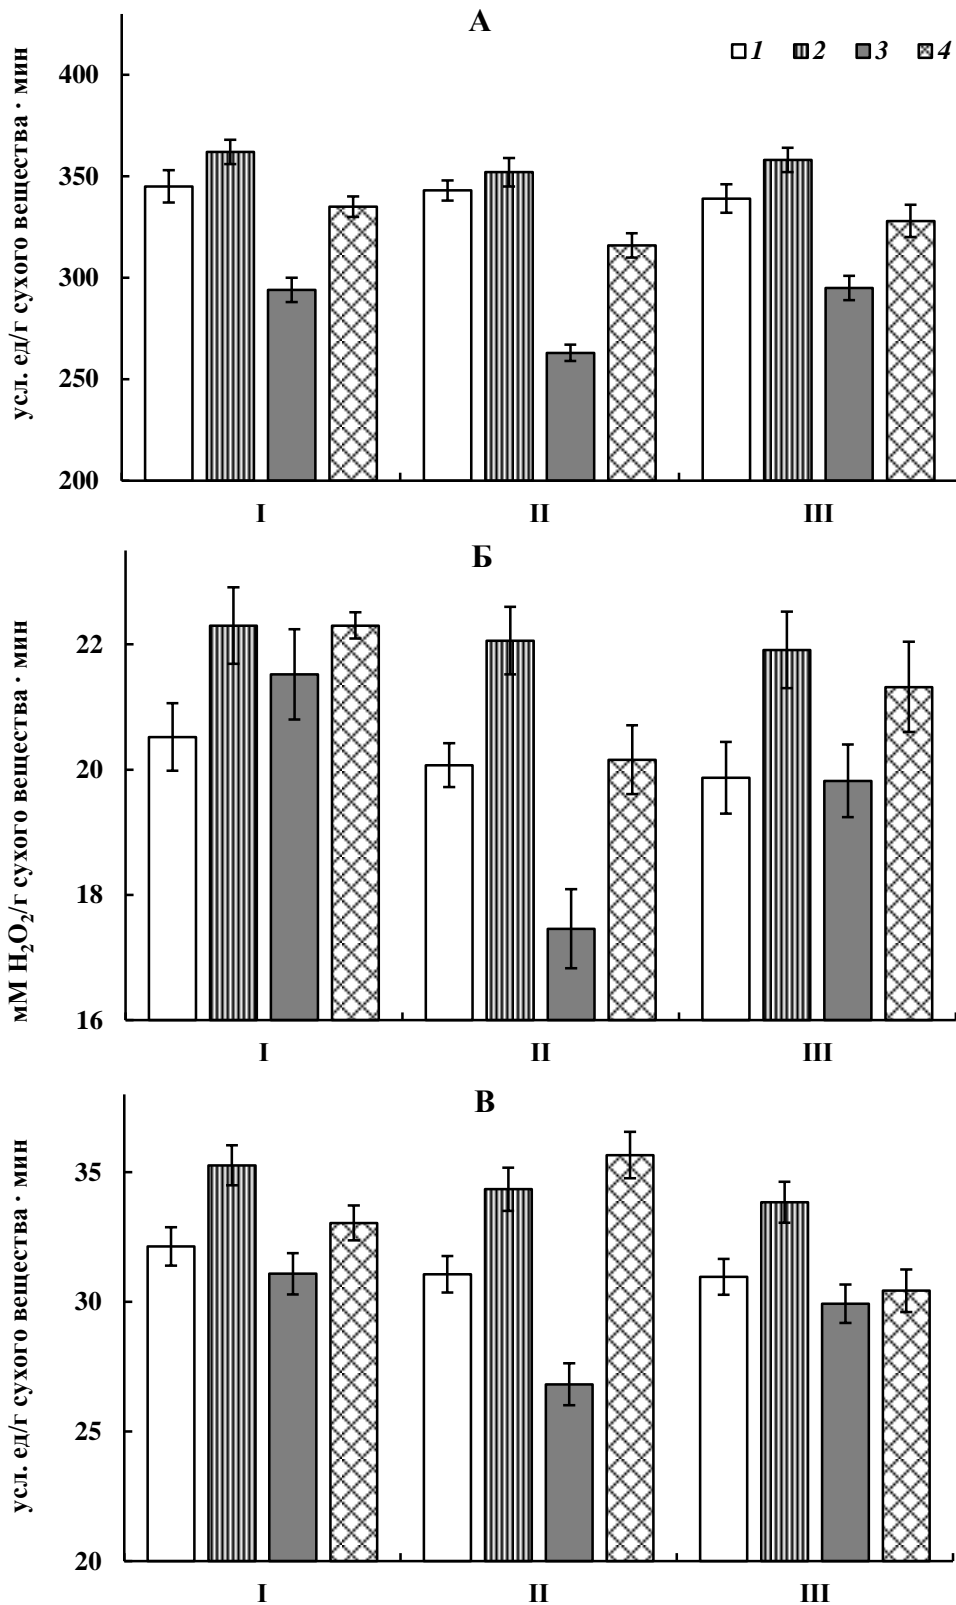 А
1 2 3 4
усл. ед/г сухого вещества · мин
400
350
300
250
200
I II III
Б
мМ H₂O₂/г сухого вещества · мин
22
20
18
16
I II III
В
усл. ед/г сухого вещества · мин
35
30
25
20
I II III